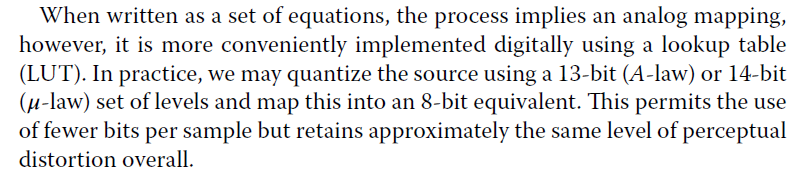 When written as a set of equations, the process implies an analog mapping,
however, it is more conveniently implemented digitally using a lookup table
(LUT). In practice, we may quantize the source using a 13-bit (A-law) or 14-bit
(μ-law) set of levels and map this into an 8-bit equivalent. This permits the use
of fewer bits per sample but retains approximately the same level of perceptual
distortion overall.